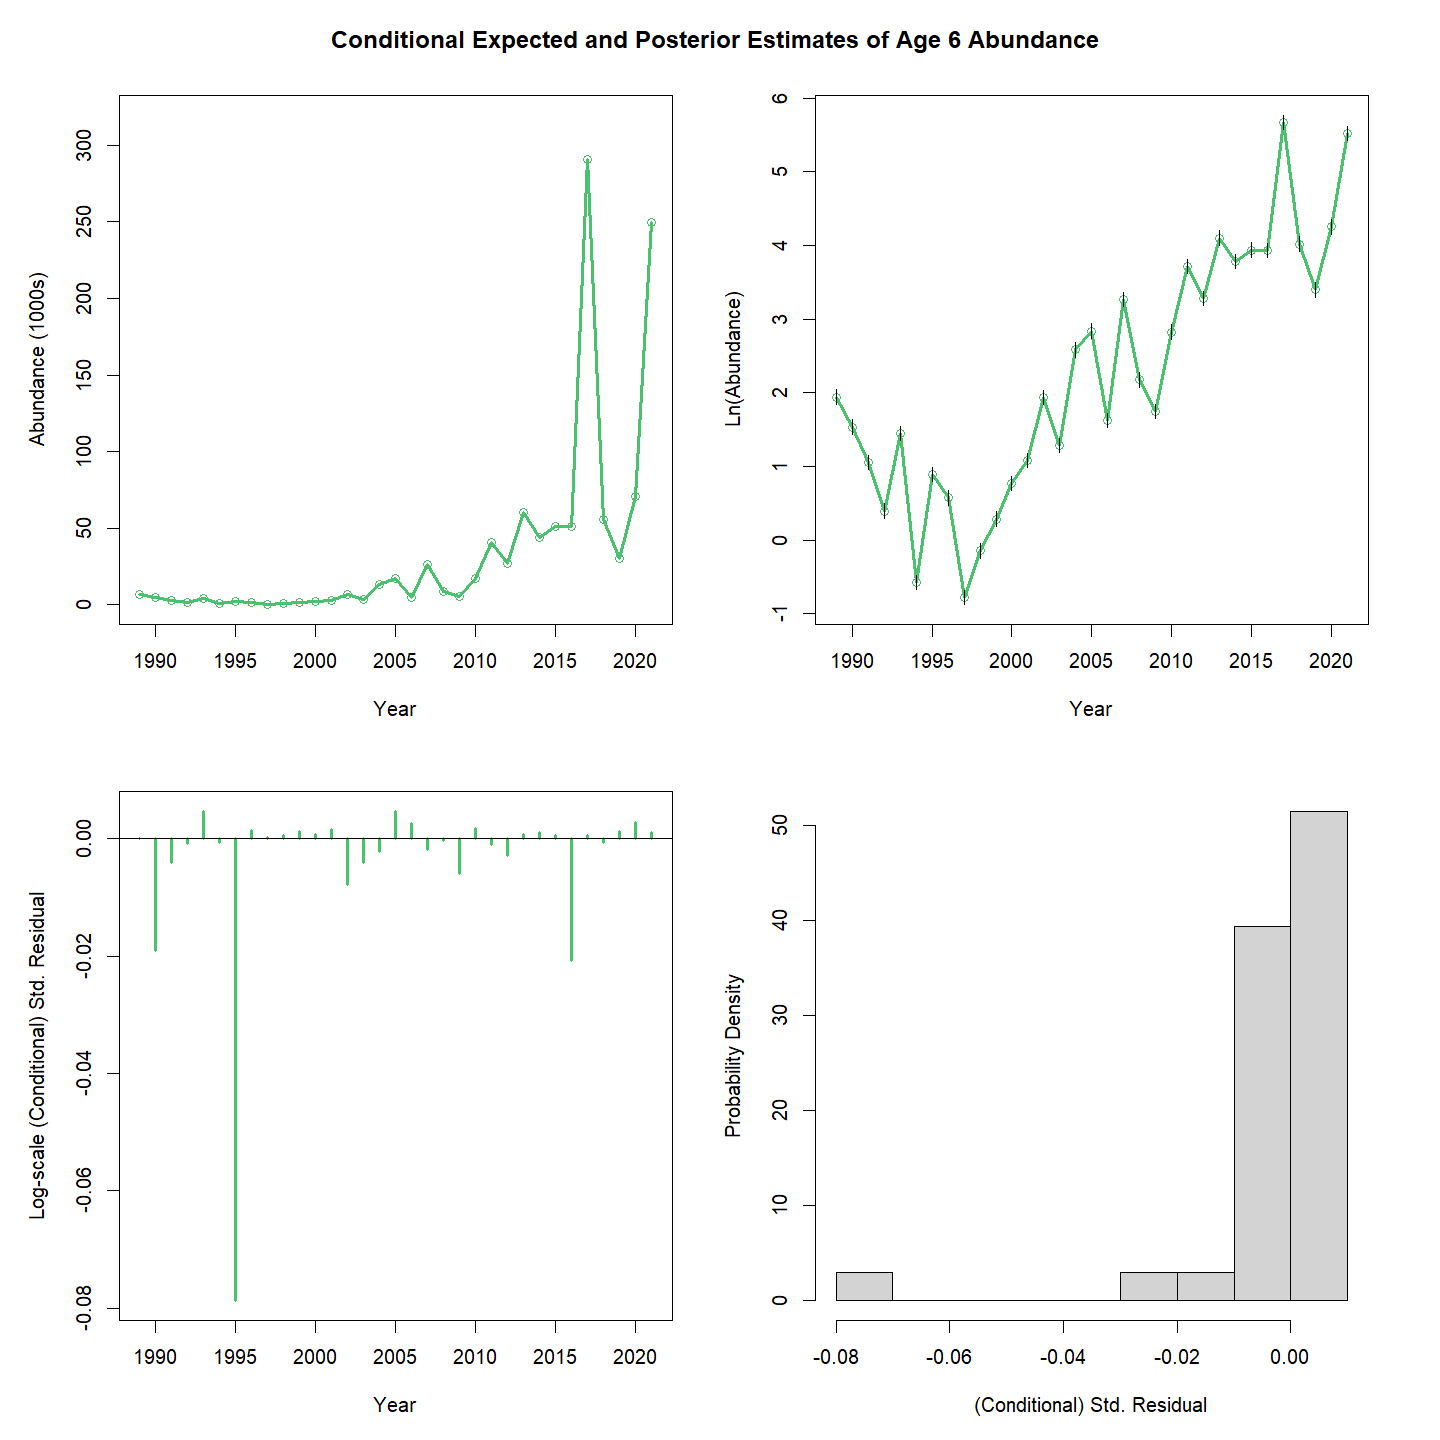 Conditional Expected and Posterior Estimates of Age 6 Abundance
Abundance (1000s)
0 50 100 150 200 250 300
1990 1995 2000 2005 2010 2015 2020
Year
Ln(Abundance)
-1 0 1 2 3 4 5 6
1990 1995 2000 2005 2010 2015 2020
Year
Log-scale (Conditional) Std. Residual
-0.08 -0.06 -0.04 -0.02 0.00
1990 1995 2000 2005 2010 2015 2020
Year
Probability Density
0 10 20 30 40 50
-0.08 -0.06 -0.04 -0.02 0.00
(Conditional) Std. Residual